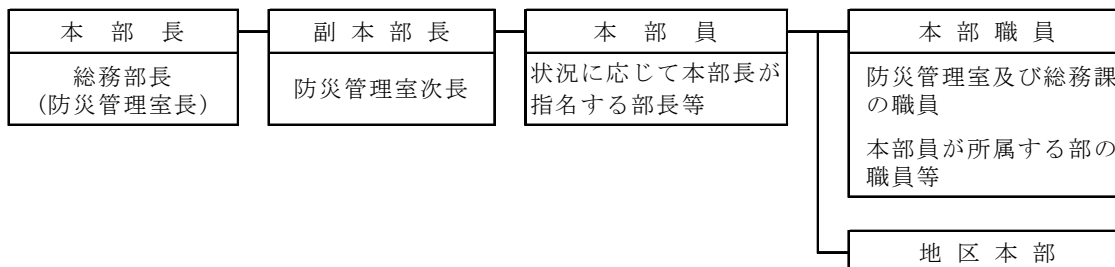 本部長
総務部長
(防災管理室長)
副本部長
防災管理室次長
本部員
状況に応じて本部長が
指名する部長等
本部職員
防災管理室及び総務課
の職員
本部員が所属する部の
職員等
地区本部